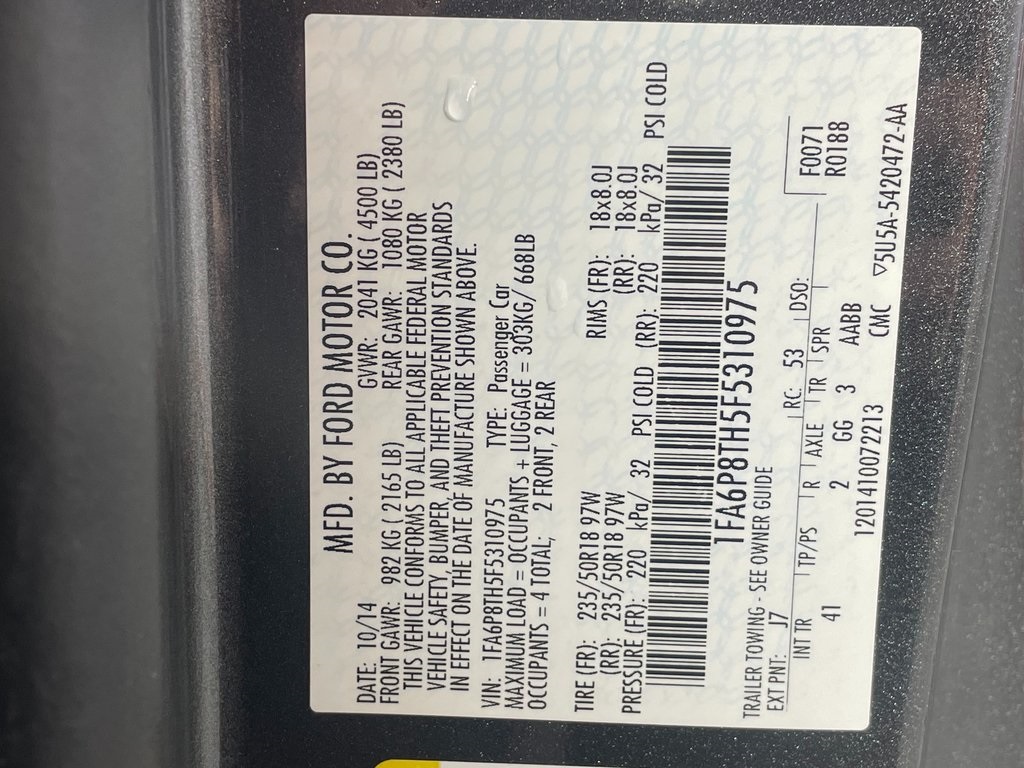 MFD. BY FORD MOTOR CO.
DATE: 10/14 GVWR: 2041 KG ( 4500 LB)
FRONT GAWR: 982 KG ( 2165 LB) REAR GAWR: 1080 KG ( 2380 LB)
THIS VEHICLE CONFORMS TO ALL APPLICABLE FEDERAL MOTOR
VEHICLE SAFETY, BUMPER, AND THEFT PREVENTION STANDARDS
IN EFFECT ON THE DATE OF MANUFACTURE SHOWN ABOVE.
VIN: 1FA6P8TH5F5310975 TYPE: Passenger Car
MAXIMUM LOAD = OCCUPANTS + LUGGAGE = 303KG/ 668LB
OCCUPANTS = 4 TOTAL; 2 FRONT, 2 REAR
TIRE (FR): 235/50R18 97W RIMS (FR): 18x8.0J
(RR): 235/50R18 97W (RR): 18x8.0J
PRESSURE (FR): 220 kPa/ 32 PSI COLD (RR): 220 kPa/ 32 PSI COLD
1FA6P8TH5F5310975
TRAILER TOWING - SEE OWNER GUIDE
EXT PNT: 17 RC: 53 DSO: F0071
INT TR TP/PS R AXLE TR SPR R0188
41 2 GG 3 AABB
1201410072213 CMC ▽5U5A-5420472-AA